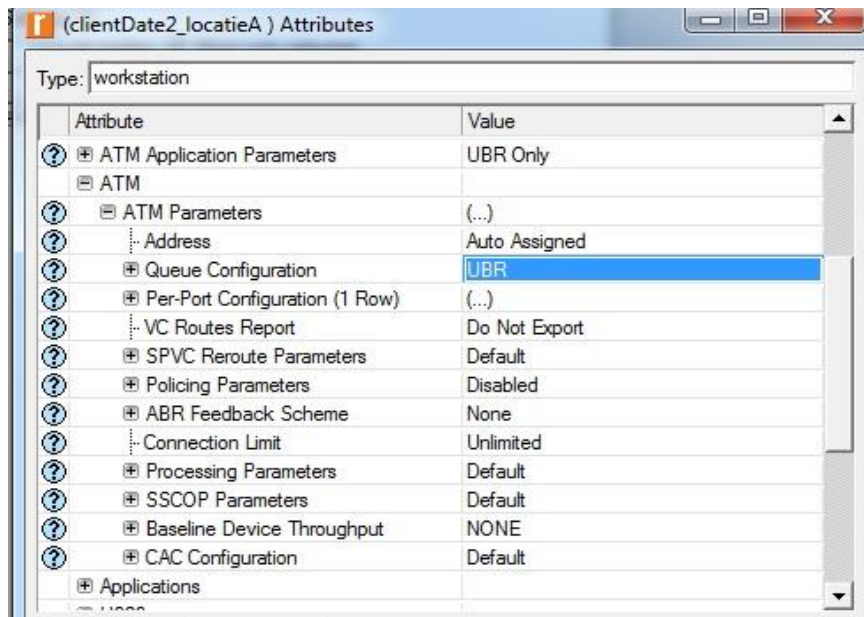 (clientDate2_locatieA ) Attributes
Type: workstation
Attribute Value
ATM Application Parameters UBR Only
ATM
ATM Parameters (...)
Address Auto Assigned
Queue Configuration UBR
Per-Port Configuration (1 Row) (...)
VC Routes Report Do Not Export
SPVC Reroute Parameters Default
Policing Parameters Disabled
ABR Feedback Scheme None
Connection Limit Unlimited
Processing Parameters Default
SSCOP Parameters Default
Baseline Device Throughput NONE
CAC Configuration Default
Applications